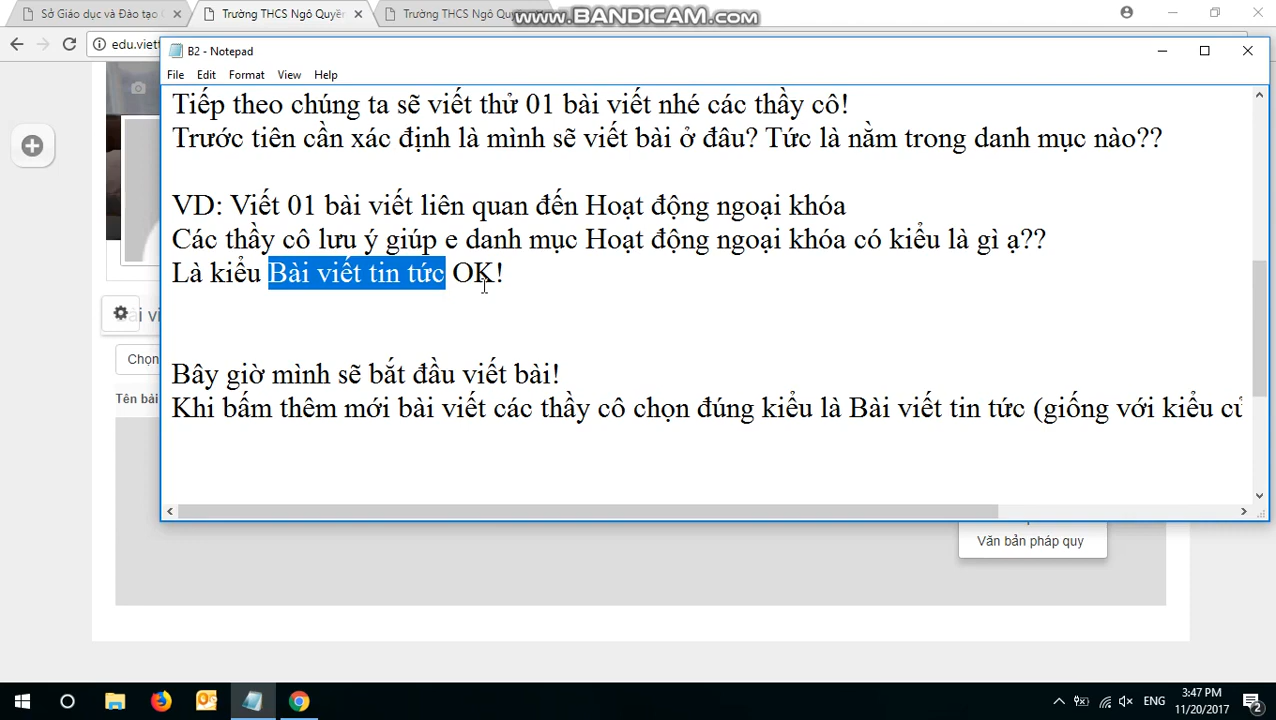 Sở Giáo dục và Đào tạo
Trường THCS Ngô Quyền
Trường THCS Ngô Quy
www.BANDICAM.com
edu.viett
B2 - Notepad
File Edit Format View Help
Tiếp theo chúng ta sẽ viết thử 01 bài viết nhé các thầy cô!
Trước tiên cần xác định là mình sẽ viết bài ở đâu? Tức là nằm trong danh mục nào??
VD: Viết 01 bài viết liên quan đến Hoạt động ngoại khóa
Các thầy cô lưu ý giúp e danh mục Hoạt động ngoại khóa có kiểu là gì ạ??
Là kiểu Bài viết tin tức OK!
ài vi
Chọn
Bây giờ mình sẽ bắt đầu viết bài!
Tên bài
Khi bấm thêm mới bài viết các thầy cô chọn đúng kiểu là Bài viết tin tức (giống với kiểu củ
Văn bản pháp quy
ENG
3:47 PM
11/20/2017
2